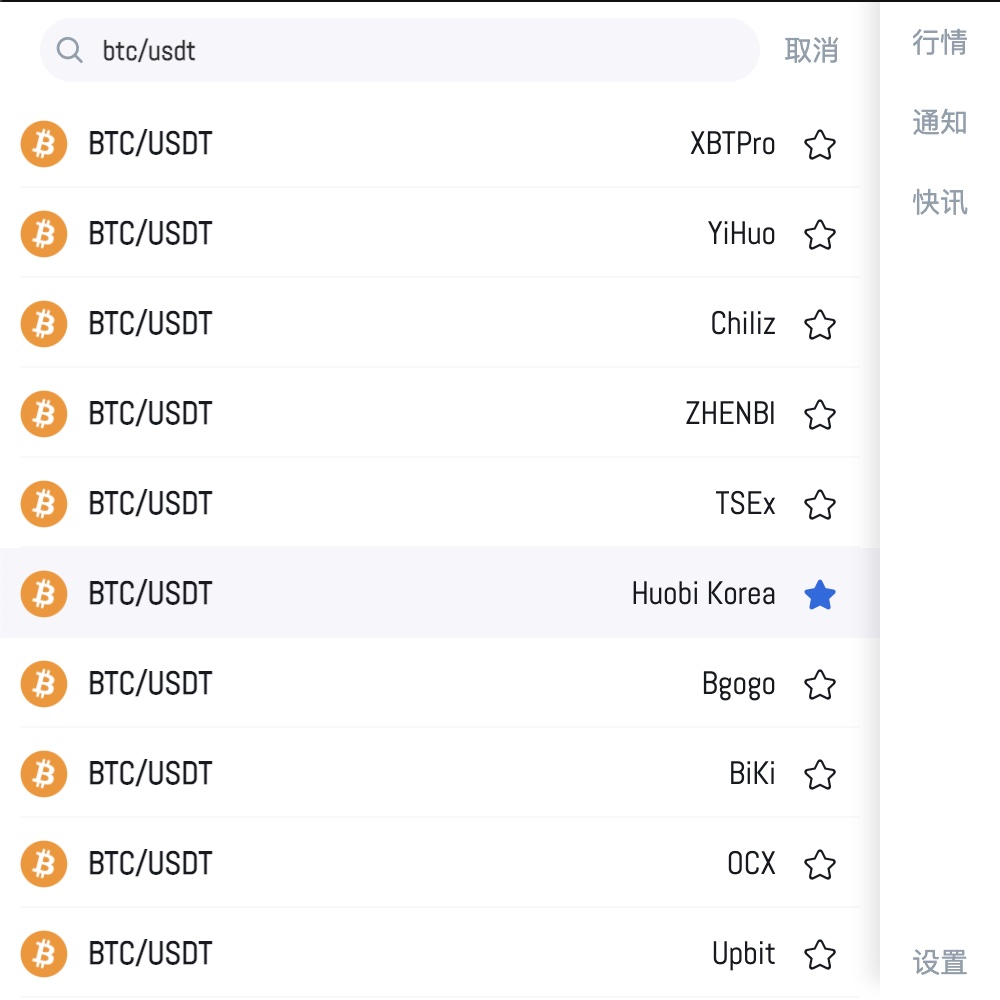 btc/usdt 取消
BTC/USDT XBTPro
BTC/USDT YiHuo
BTC/USDT Chiliz
BTC/USDT ZHENBI
BTC/USDT TSEx
BTC/USDT Huobi Korea
BTC/USDT Bgogo
BTC/USDT BiKi
BTC/USDT OCX
BTC/USDT Upbit
行情
通知
快讯
设置